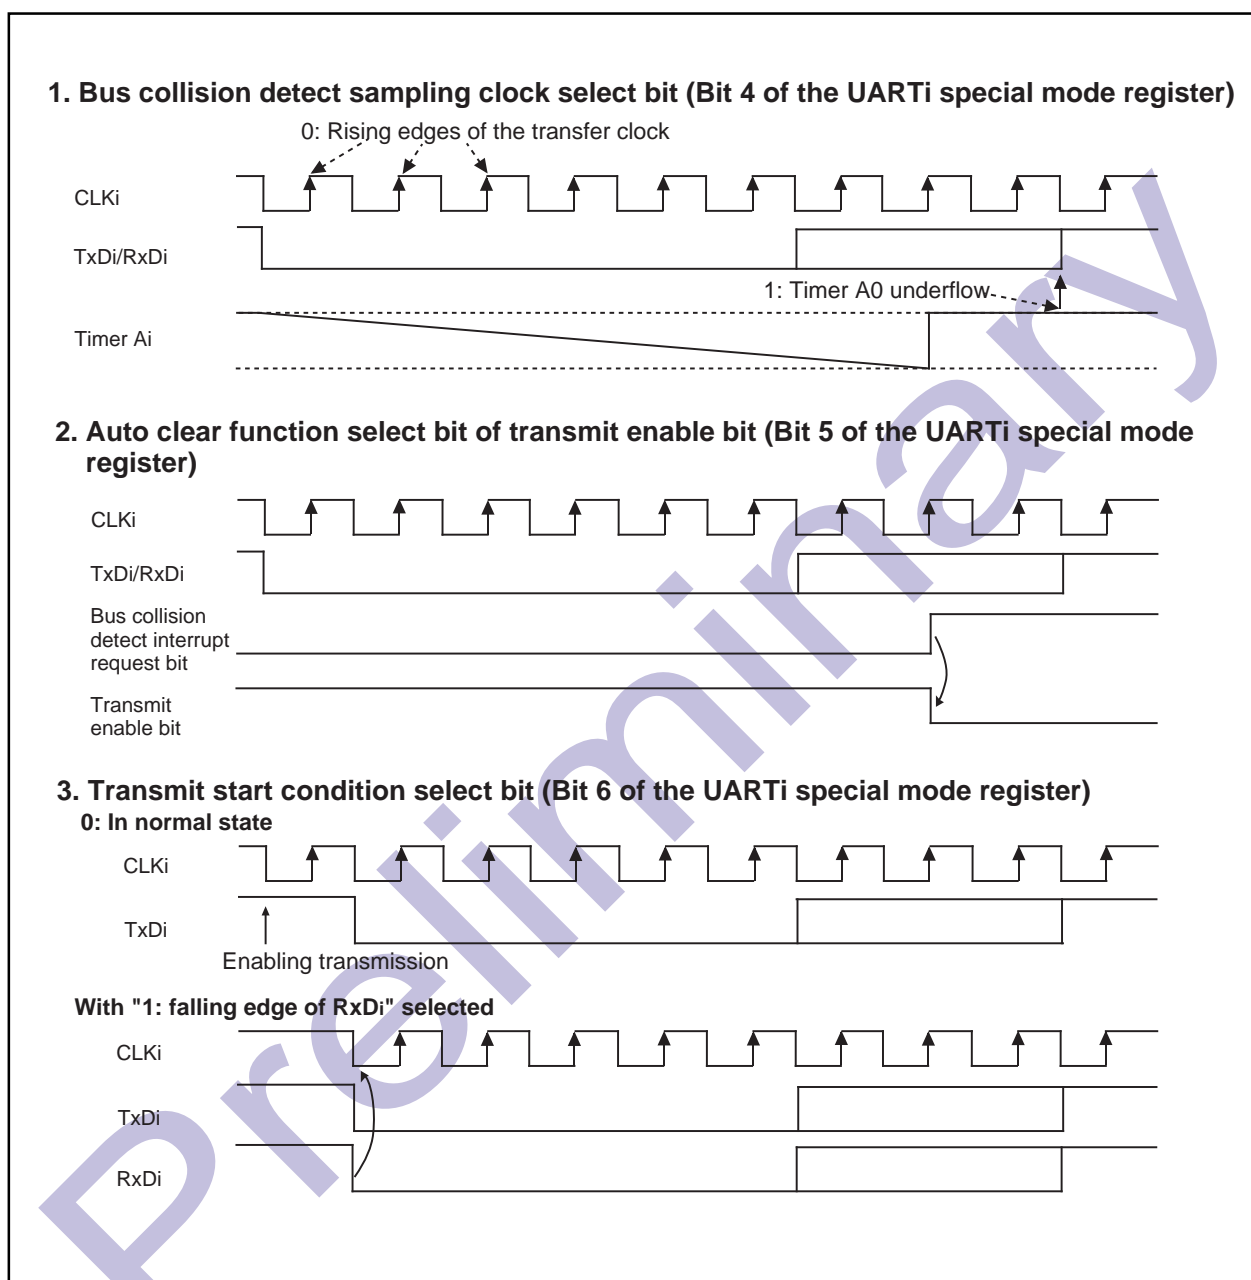 1. Bus collision detect sampling clock select bit (Bit 4 of the UARTi special mode register)
0: Rising edges of the transfer clock
CLKi
TxDi/RxDi
1: Timer A0 underflow
Timer Ai
2. Auto clear function select bit of transmit enable bit (Bit 5 of the UARTi special mode
register)
CLKi
TxDi/RxDi
Bus collision
detect interrupt
request bit
Transmit
enable bit
3. Transmit start condition select bit (Bit 6 of the UARTi special mode register)
0: In normal state
CLKi
TxDi
Enabling transmission
With "1: falling edge of RxDi" selected
CLKi
TxDi
RxDi
Preliminary